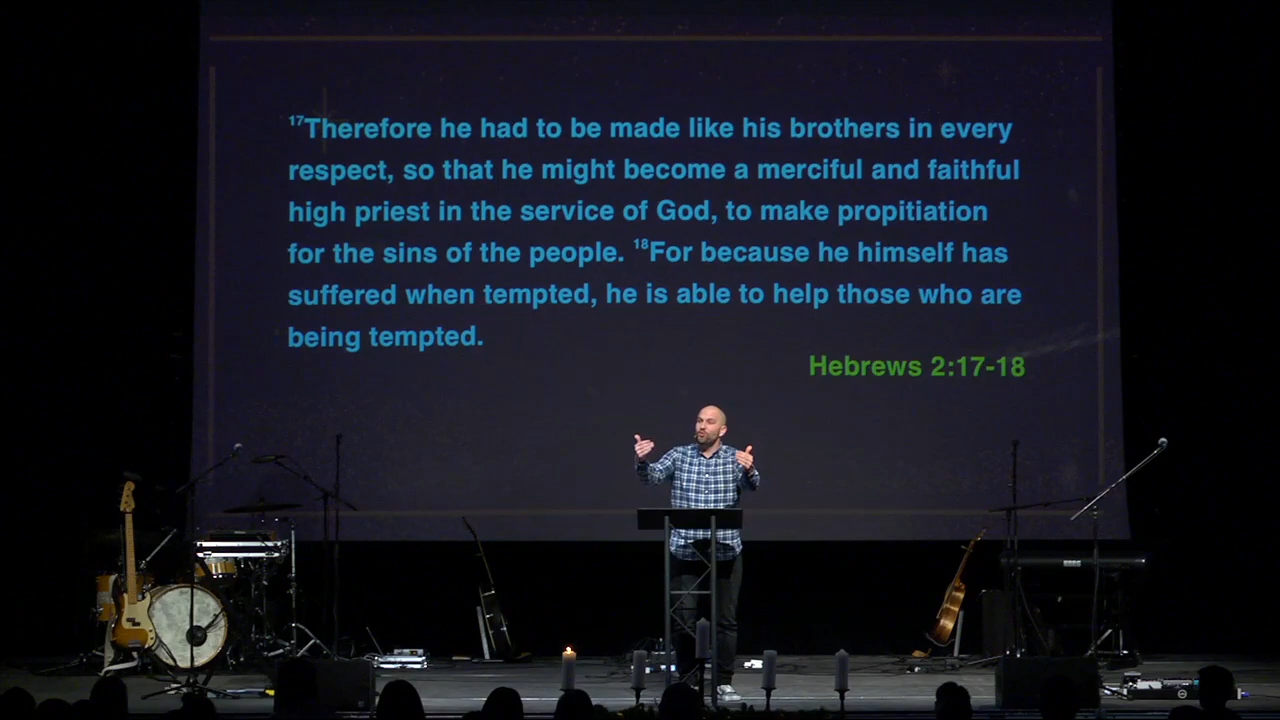 17Therefore he had to be made like his brothers in every
respect, so that he might become a merciful and faithful
high priest in the service of God, to make propitiation
for the sins of the people. 18For because he himself has
suffered when tempted, he is able to help those who are
being tempted.
Hebrews 2:17-18
KORG